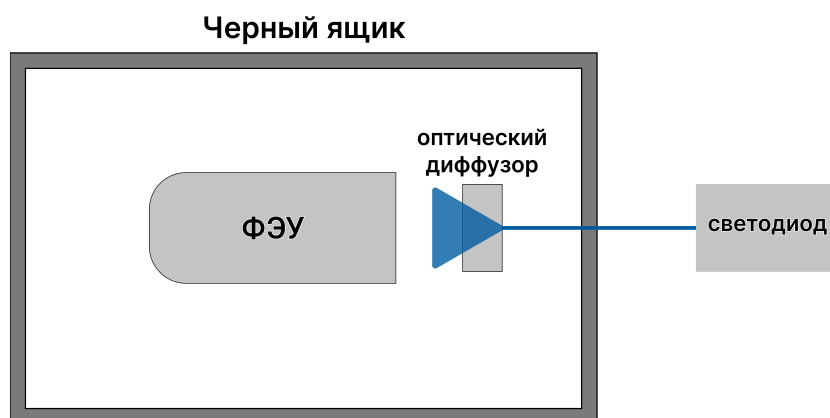 Черный ящик
оптический
диффузор
ФЭУ
светодиод